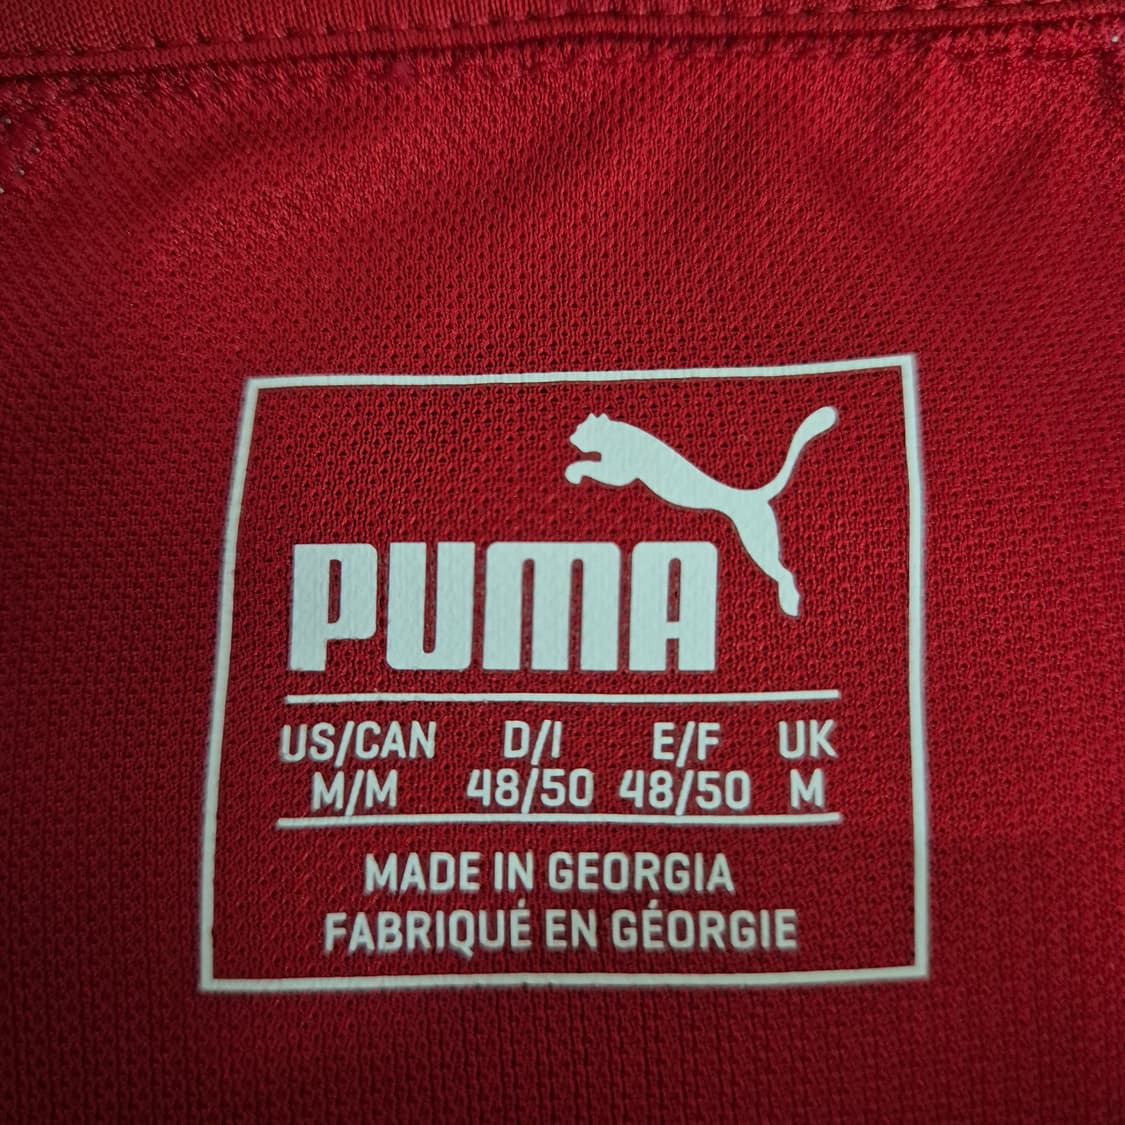 PUMA
US/CAN D/I E/F UK
M/M 48/50 48/50 M
MADE IN GEORGIA
FABRIQUÉ EN GÉORGIE